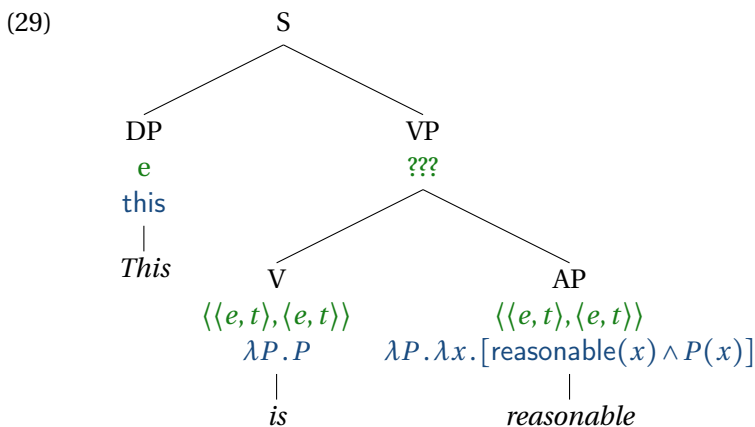 (29) S
DP VP
e ???
this
This
V AP
⟨⟨e, t⟩,⟨e, t⟩⟩ ⟨⟨e, t⟩,⟨e, t⟩⟩
λP . P λP . λx . [reasonable(x) ∧ P(x)]
is reasonable